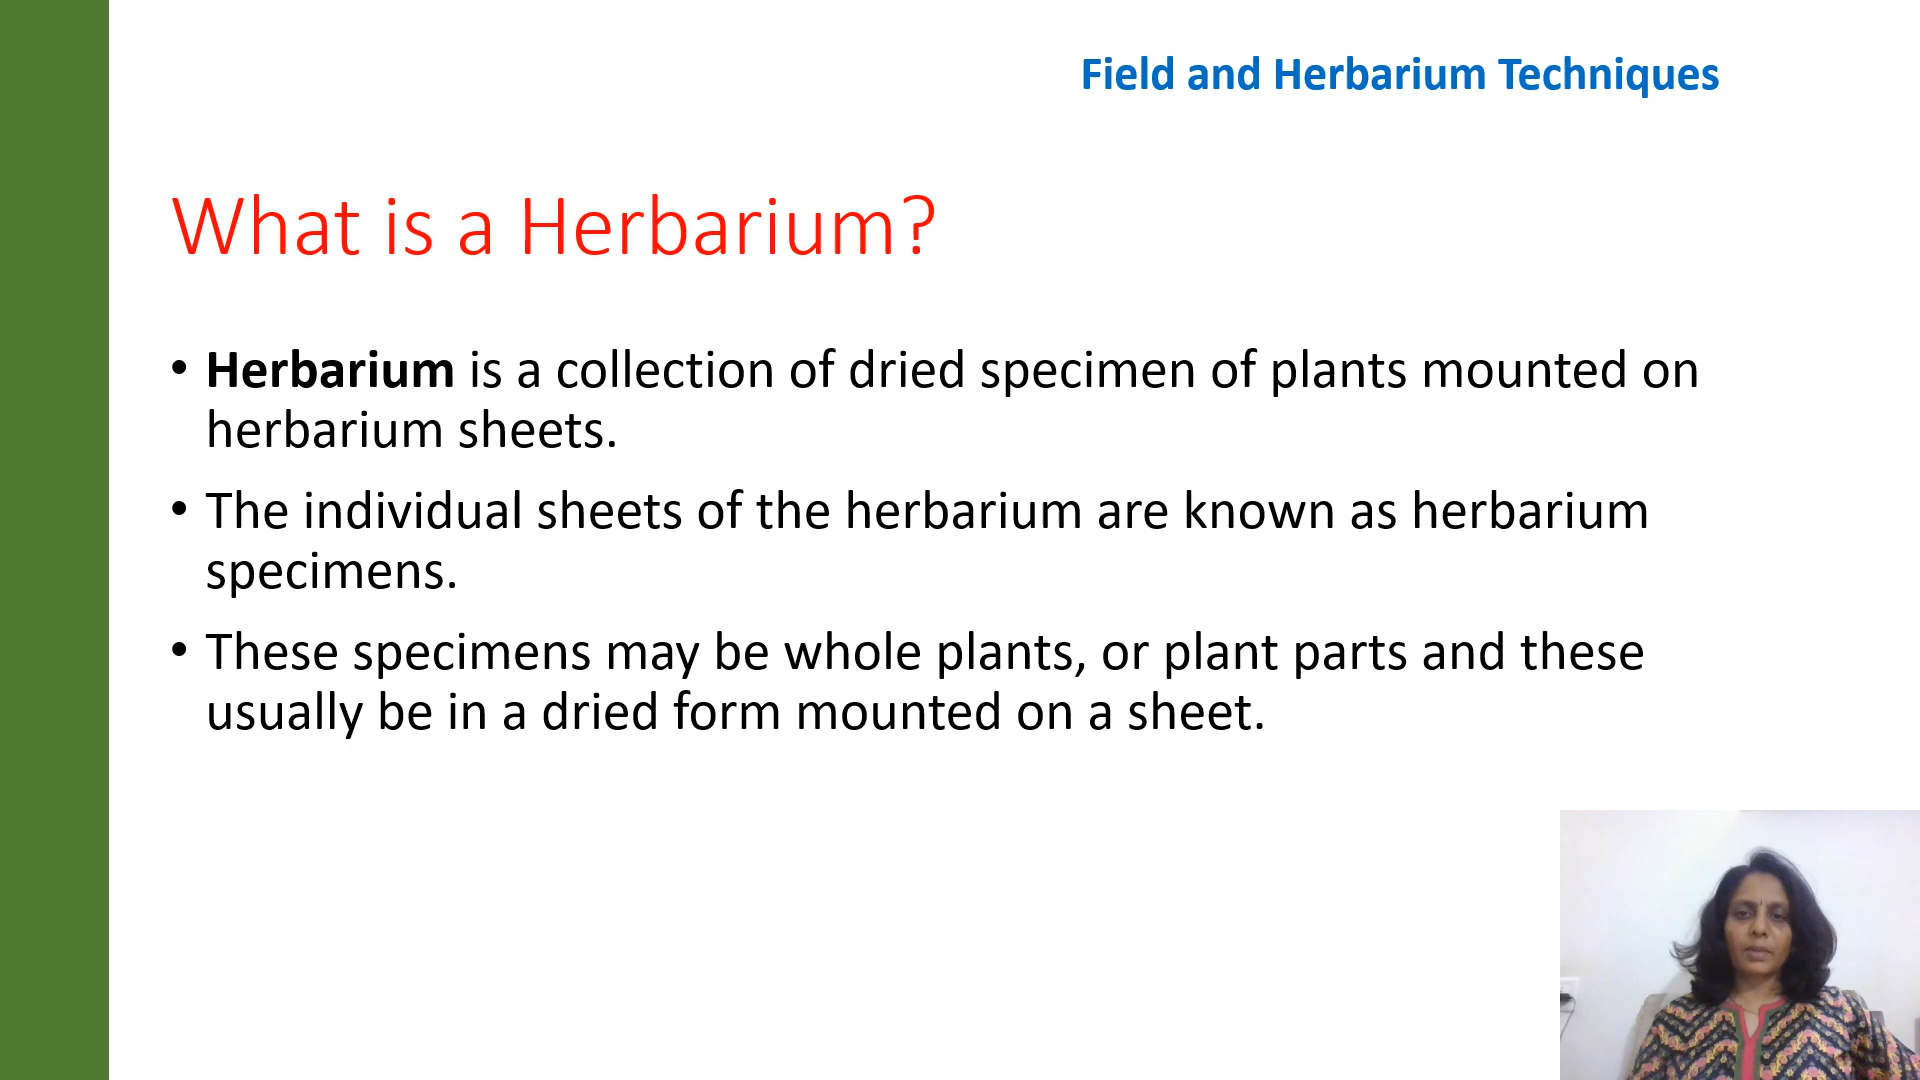 Field and Herbarium Techniques
What is a Herbarium?
• Herbarium is a collection of dried specimen of plants mounted on
herbarium sheets.
• The individual sheets of the herbarium are known as herbarium
specimens.
• These specimens may be whole plants, or plant parts and these
usually be in a dried form mounted on a sheet.